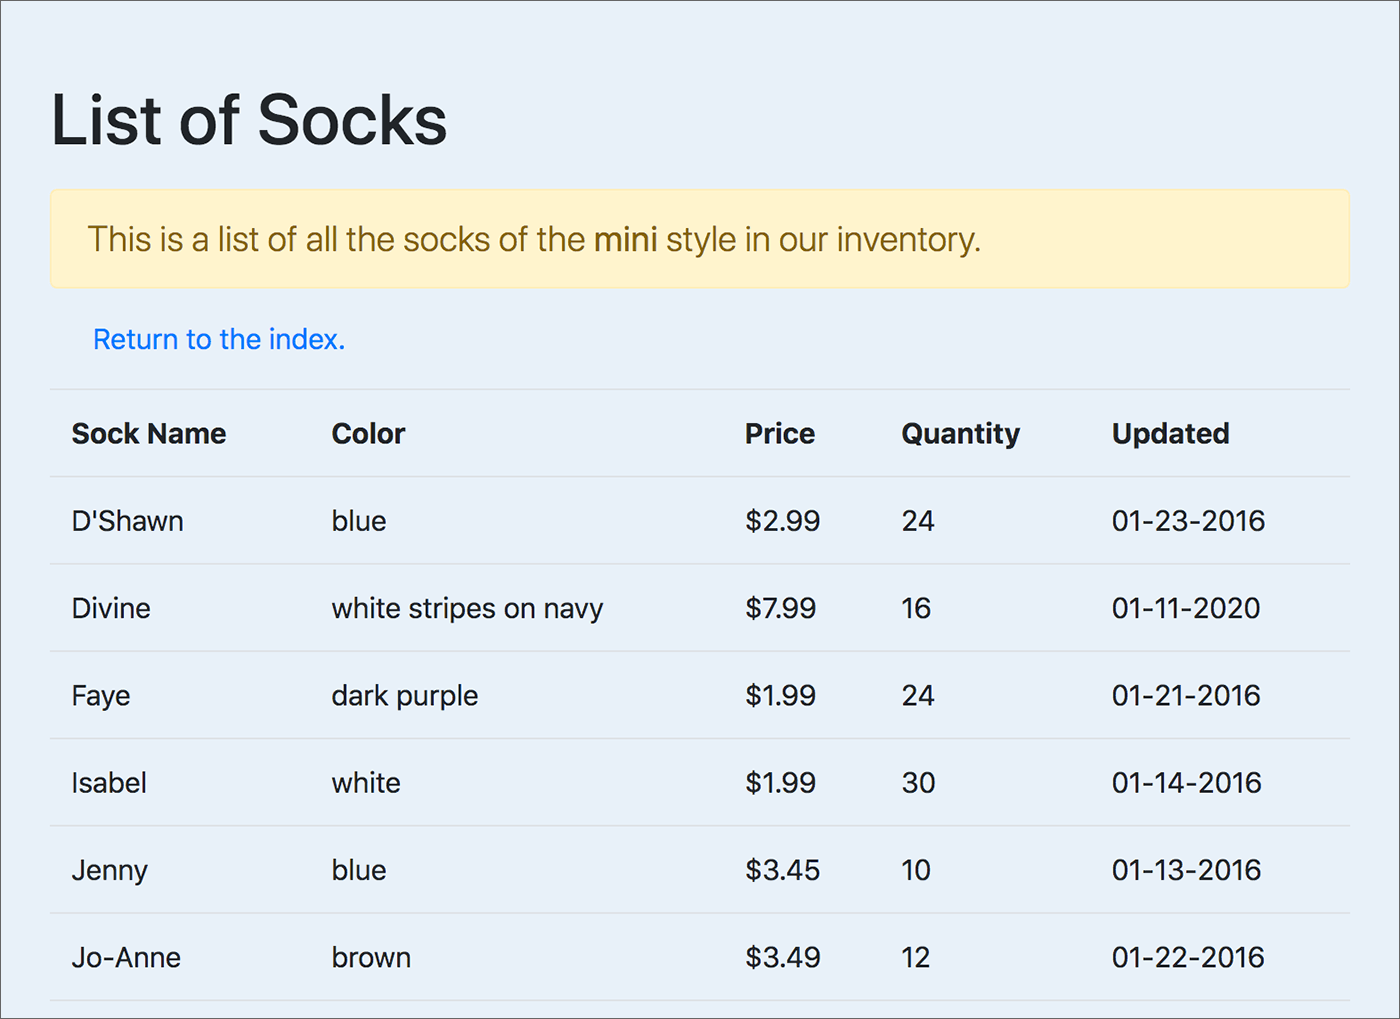 List of Socks
This is a list of all the socks of the mini style in our inventory.
Return to the index.
Sock Name Color Price Quantity Updated
D'Shawn blue $2.99 24 01-23-2016
Divine white stripes on navy $7.99 16 01-11-2020
Faye dark purple $1.99 24 01-21-2016
Isabel white $1.99 30 01-14-2016
Jenny blue $3.45 10 01-13-2016
Jo-Anne brown $3.49 12 01-22-2016